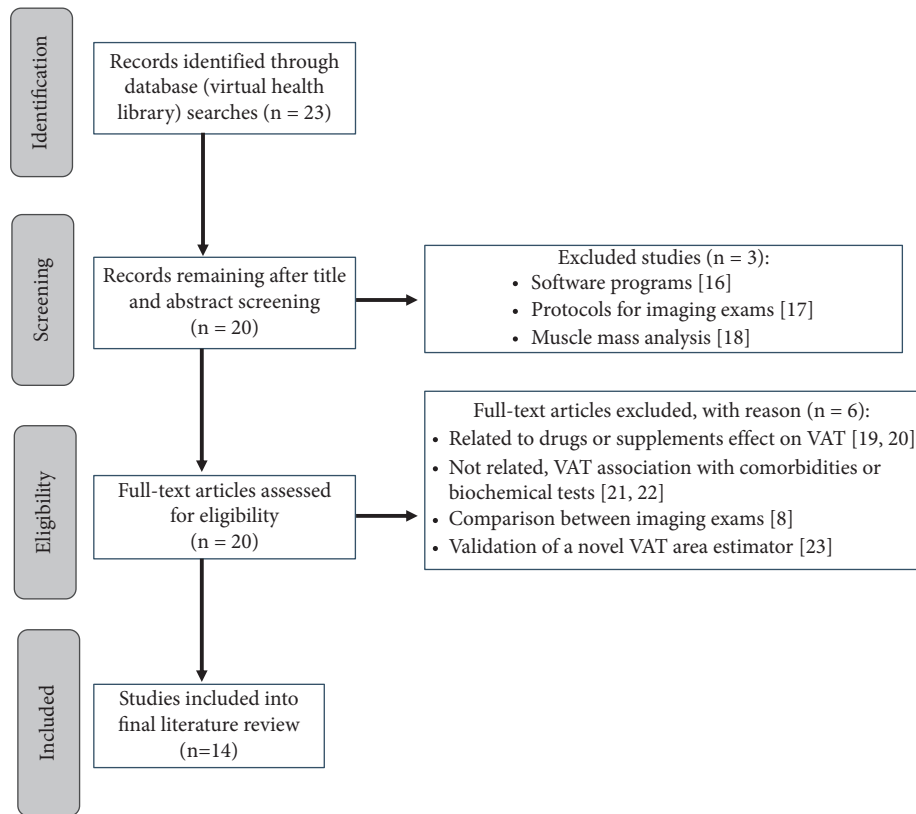 Identification
Records identified through
database (virtual health
library) searches (n = 23)
Screening
Records remaining after title
and abstract screening
(n = 20)
Excluded studies (n = 3):
• Software programs [16]
• Protocols for imaging exams [17]
• Muscle mass analysis [18]
Eligibility
Full-text articles assessed
for eligibility
(n = 20)
Full-text articles excluded, with reason (n = 6):
• Related to drugs or supplements effect on VAT [19, 20]
• Not related, VAT association with comorbidities or
biochemical tests [21, 22]
• Comparison between imaging exams [8]
• Validation of a novel VAT area estimator [23]
Included
Studies included into
final literature review
(n=14)